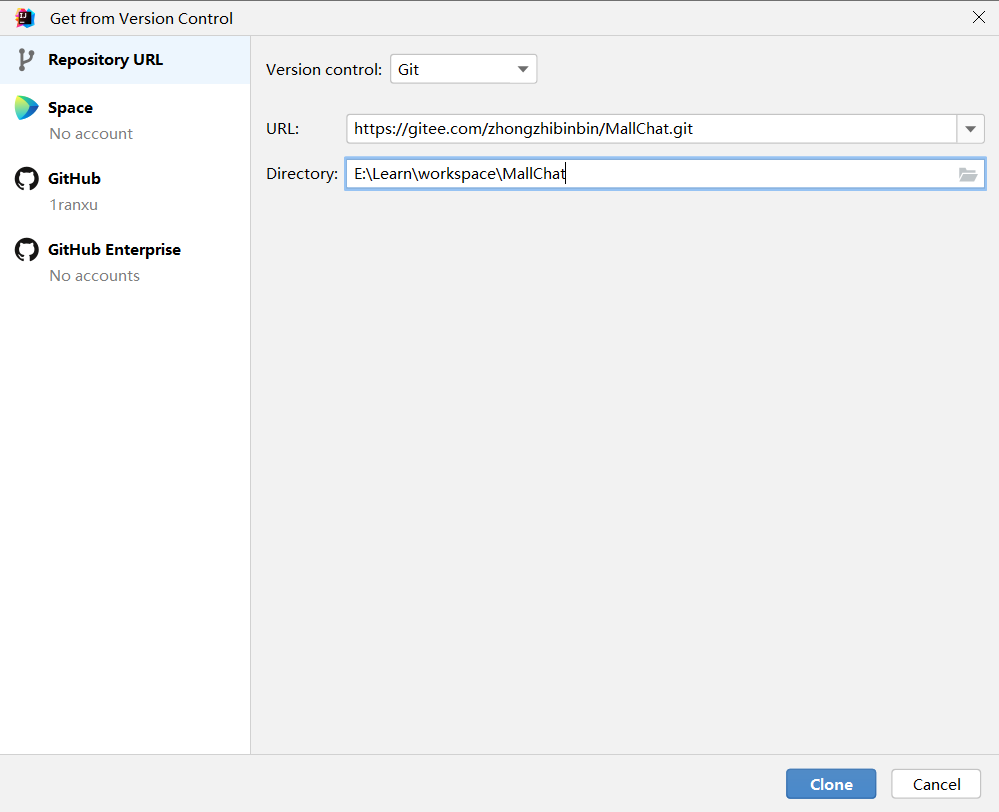 Get from Version Control
Repository URL
Space
No account
GitHub
1ranxu
GitHub Enterprise
No accounts
Version control: Git
URL: https://gitee.com/zhongzhibinbin/MallChat.git
Directory: E:\Learn\workspace\MallChat
Clone Cancel